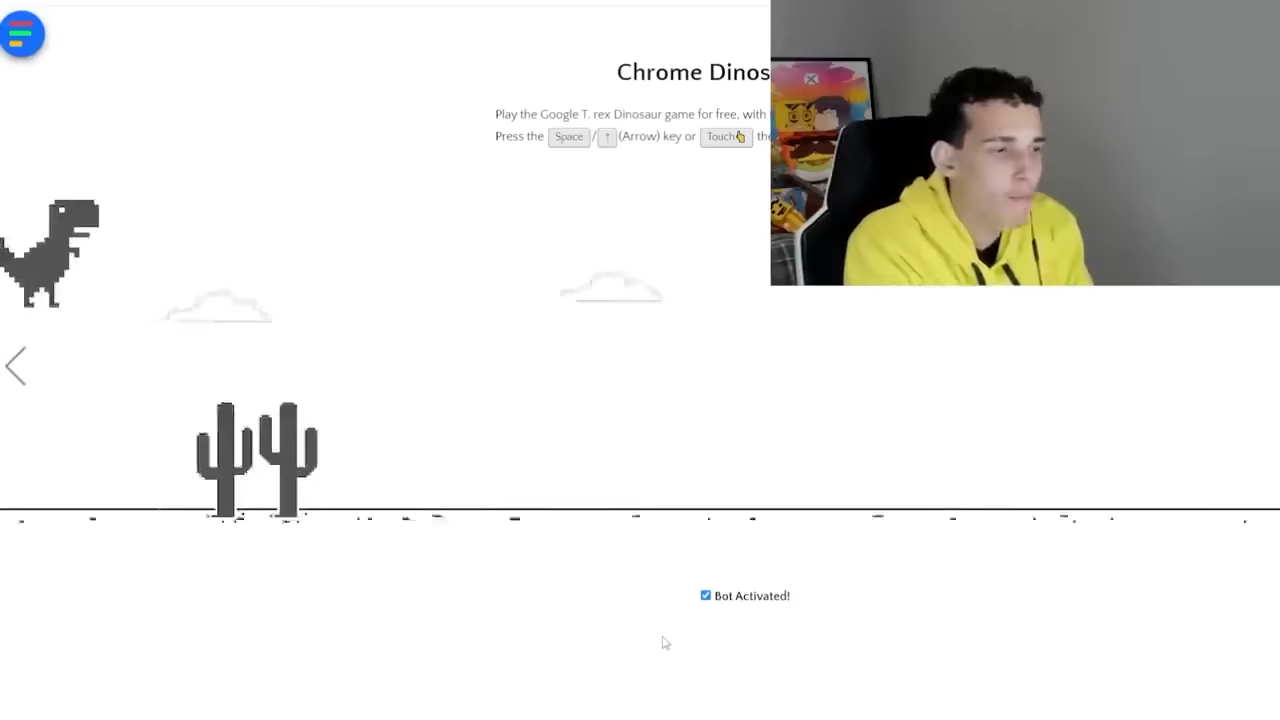 Chrome Dinos
Play the Google T. rex Dinosaur game for free, with
Press the Space / ↑ (Arrow) key or Touch the
Bot Activated!